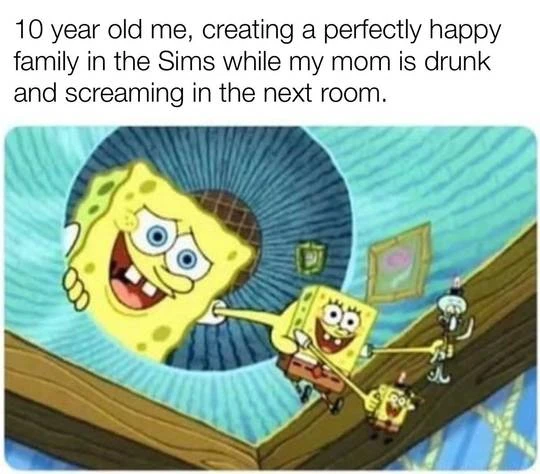 10 year old me, creating a perfectly happy
family in the Sims while my mom is drunk
and screaming in the next room.